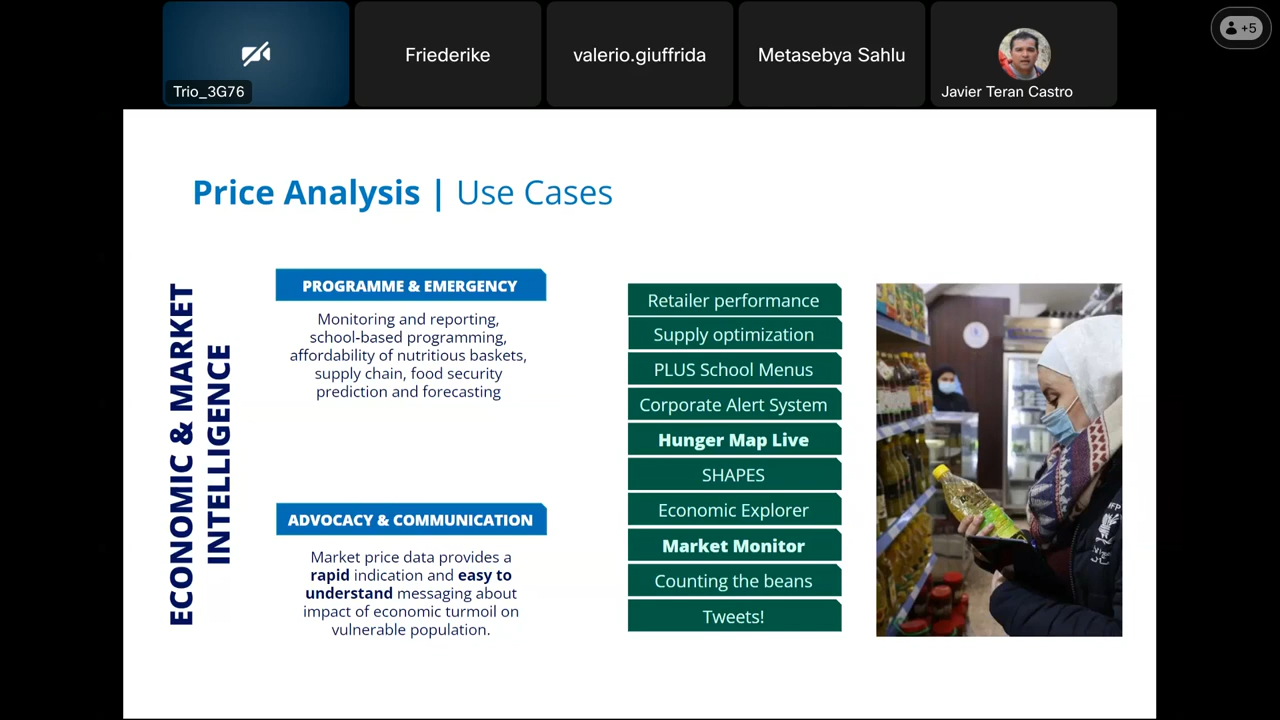 +5
Trio_3G76
Friederike
valerio.giuffrida
Metasebya Sahlu
Javier Teran Castro
Price Analysis | Use Cases
ECONOMIC & MARKET
INTELLIGENCE
PROGRAMME & EMERGENCY
Monitoring and reporting,
school-based programming,
affordability of nutritious baskets,
supply chain, food security
prediction and forecasting
ADVOCACY & COMMUNICATION
Market price data provides a
rapid indication and easy to
understand messaging about
impact of economic turmoil on
vulnerable population.
Retailer performance
Supply optimization
PLUS School Menus
Corporate Alert System
Hunger Map Live
SHAPES
Economic Explorer
Market Monitor
Counting the beans
Tweets!